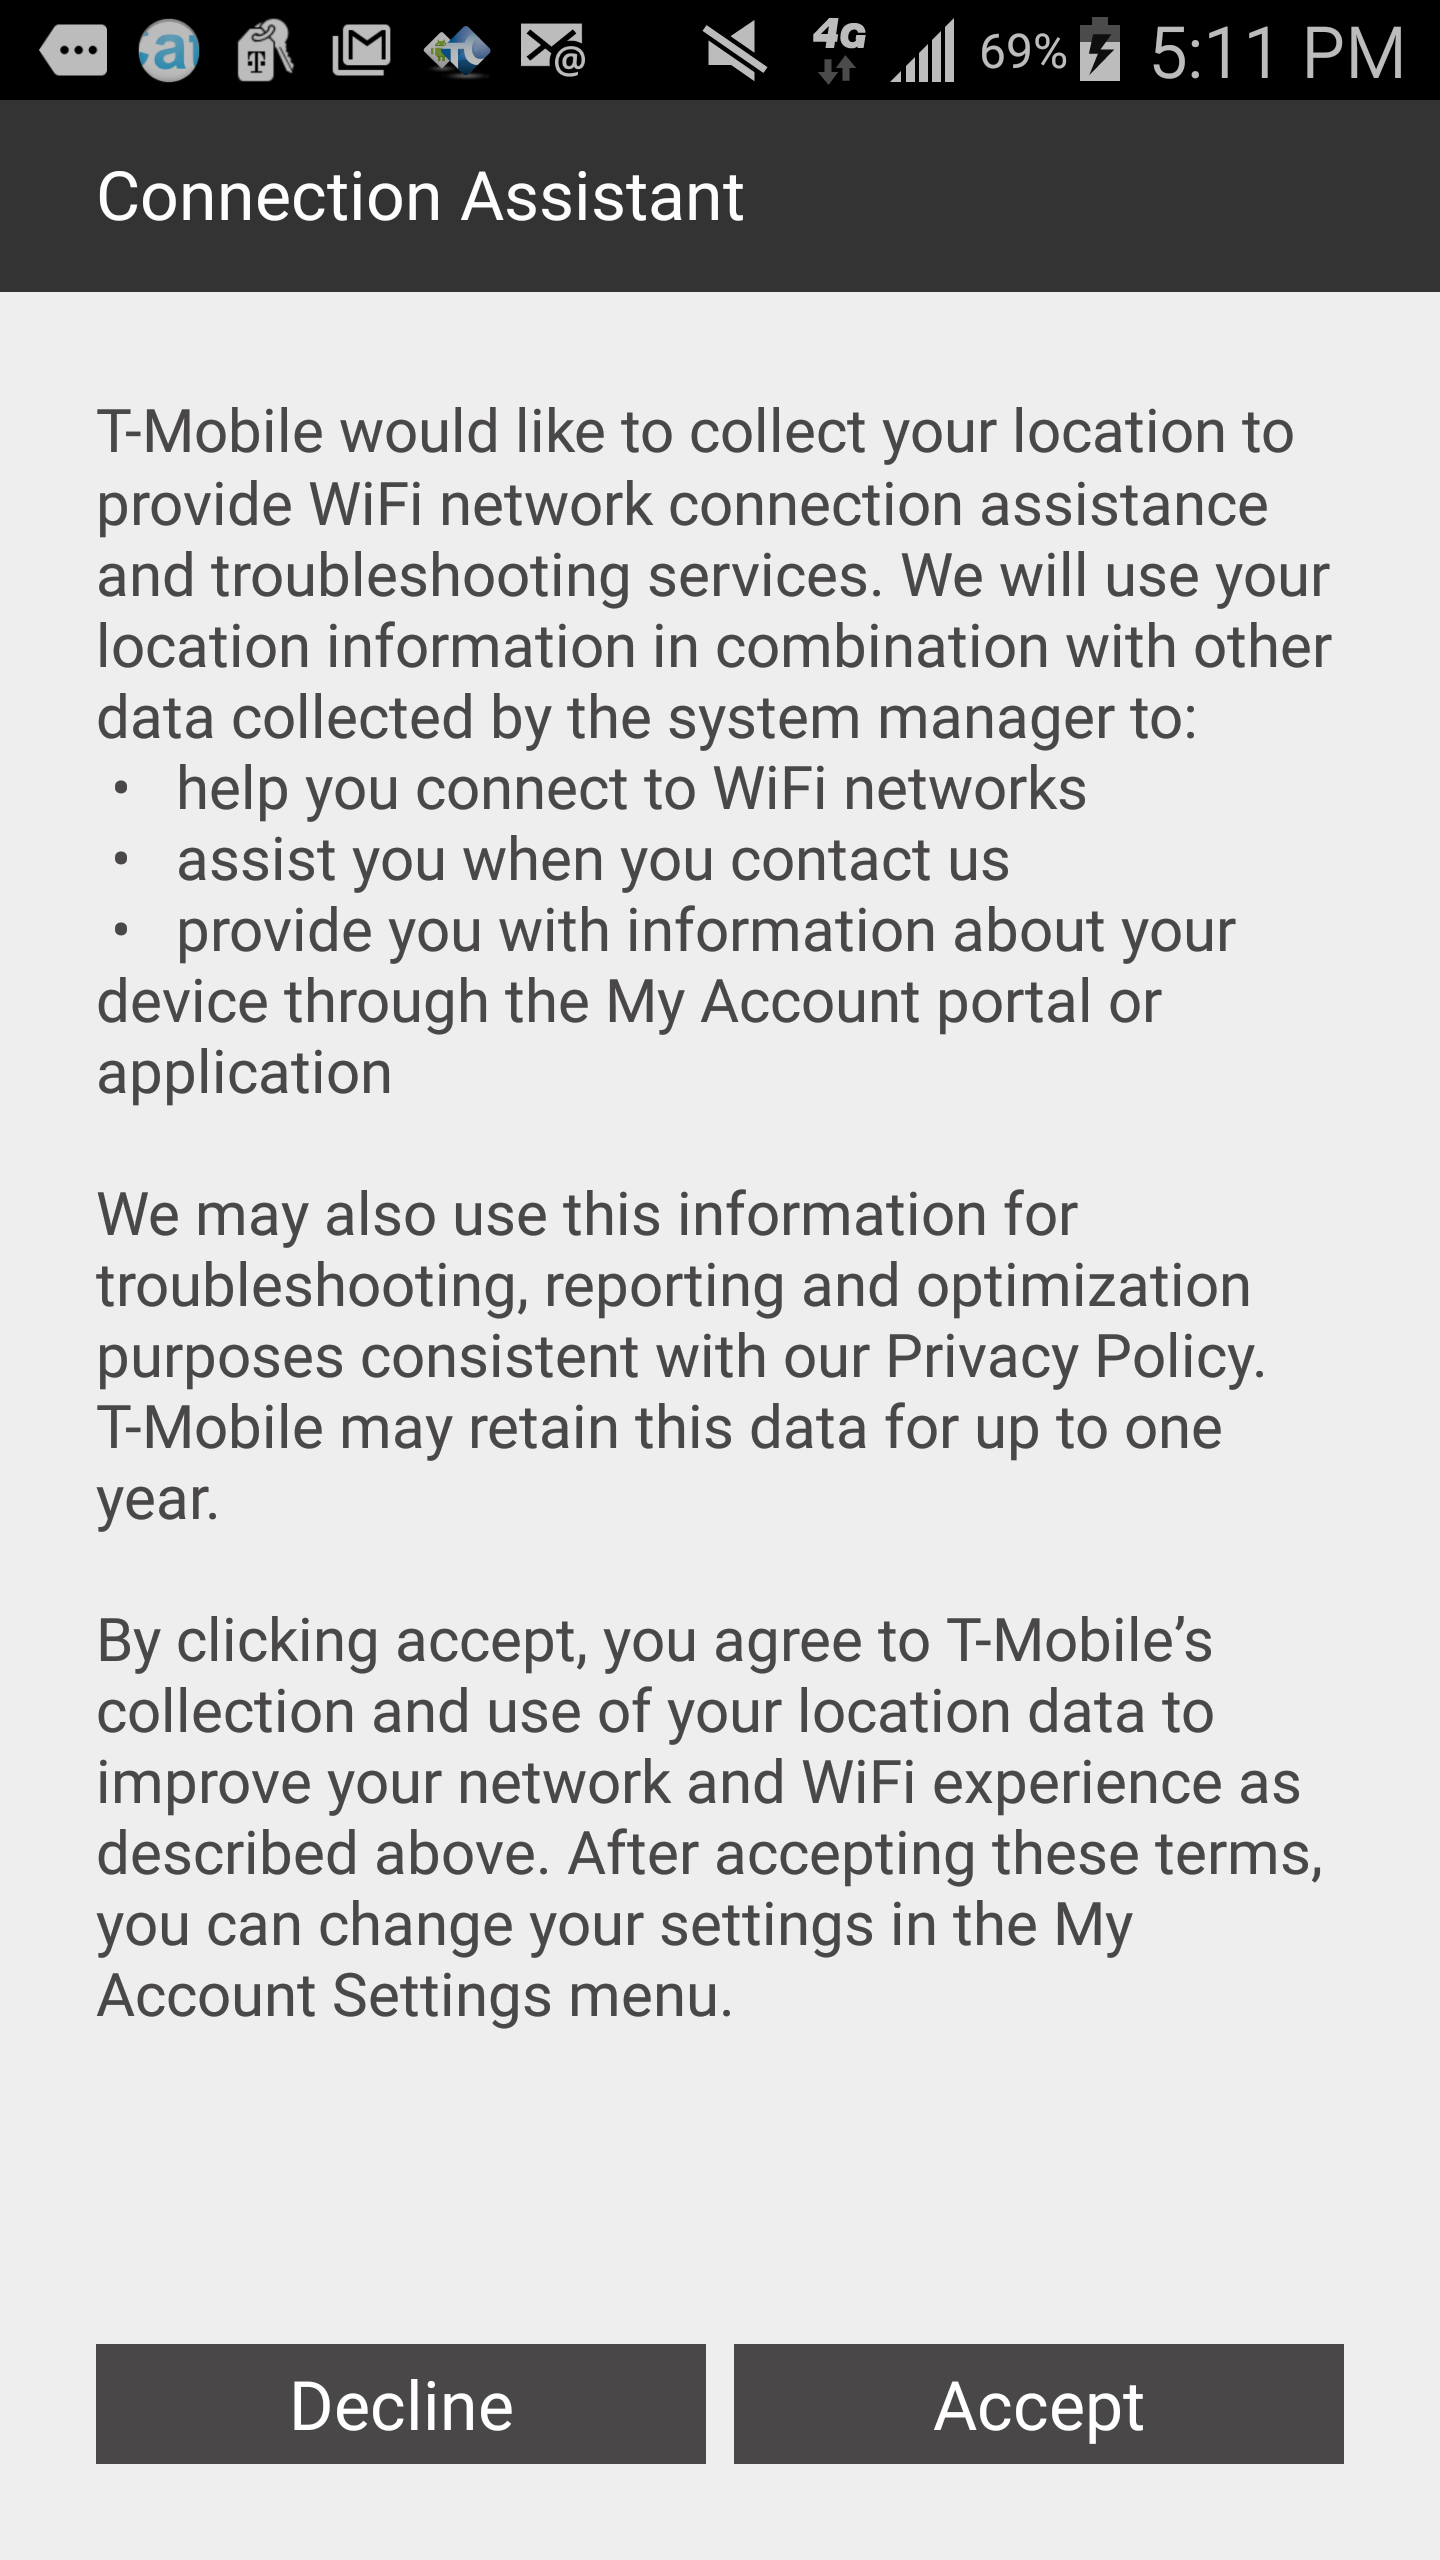 4G 69% 5:11 PM
Connection Assistant
T-Mobile would like to collect your location to
provide WiFi network connection assistance
and troubleshooting services. We will use your
location information in combination with other
data collected by the system manager to:
• help you connect to WiFi networks
• assist you when you contact us
• provide you with information about your
device through the My Account portal or
application
We may also use this information for
troubleshooting, reporting and optimization
purposes consistent with our Privacy Policy.
T-Mobile may retain this data for up to one
year.
By clicking accept, you agree to T-Mobile’s
collection and use of your location data to
improve your network and WiFi experience as
described above. After accepting these terms,
you can change your settings in the My
Account Settings menu.
Decline Accept